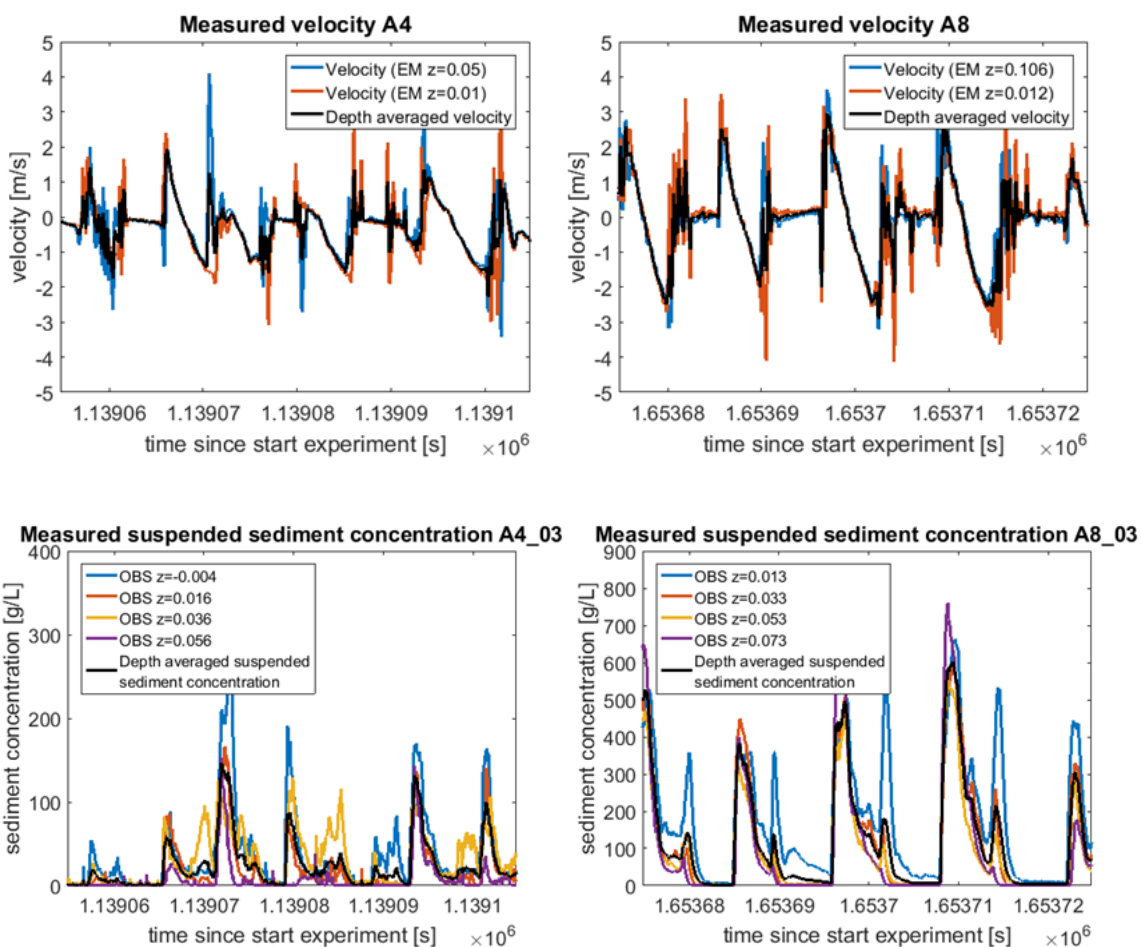 Measured velocity A4
5
4
3
2
1
0
-1
-2
-3
-4
-5
velocity [m/s]
Velocity (EM z=0.05)
Velocity (EM z=0.01)
Depth averaged velocity
1.13906 1.13907 1.13908 1.13909 1.1391
time since start experiment [s]
×10⁶
Measured velocity A8
5
4
3
2
1
0
-1
-2
-3
-4
-5
velocity [m/s]
Velocity (EM z=0.106)
Velocity (EM z=0.012)
Depth averaged velocity
1.65368 1.65369 1.6537 1.65371 1.65372
time since start experiment [s]
×10⁶
Measured suspended sediment concentration A4_03
400
300
200
100
0
sediment concentration [g/L]
OBS z=-0.004
OBS z=0.016
OBS z=0.036
OBS z=0.056
Depth averaged suspended
sediment concentration
1.13906 1.13907 1.13908 1.13909 1.1391
time since start experiment [s]
×10⁶
Measured suspended sediment concentration A8_03
900
800
700
600
500
400
300
200
100
0
sediment concentration [g/L]
OBS z=0.013
OBS z=0.033
OBS z=0.053
OBS z=0.073
Depth averaged suspended
sediment concentration
1.65368 1.65369 1.6537 1.65371 1.65372
time since start experiment [s]
×10⁶